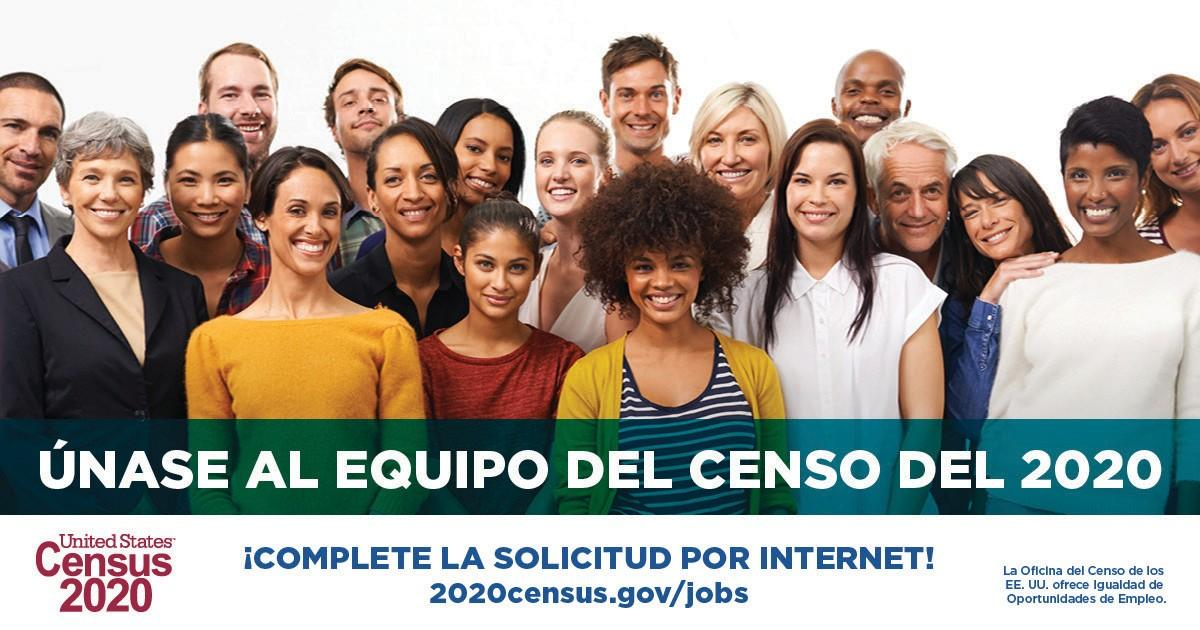 ÚNASE AL EQUIPO DEL CENSO DEL 2020
United States
Census
2020
¡COMPLETE LA SOLICITUD POR INTERNET!
2020census.gov/jobs
La Oficina del Censo de los
EE. UU. ofrece Igualdad de
Oportunidades de Empleo.